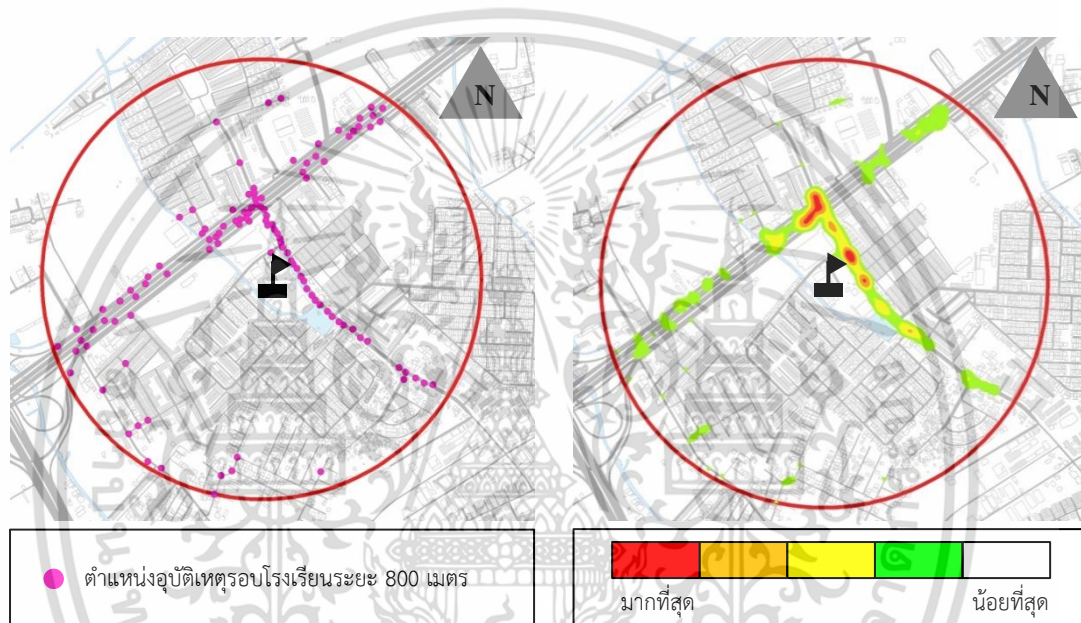 N
N
ตำแหน่งอุบัติเหตุรอบโรงเรียนระยะ 800 เมตร
มากที่สุด
น้อยที่สุด